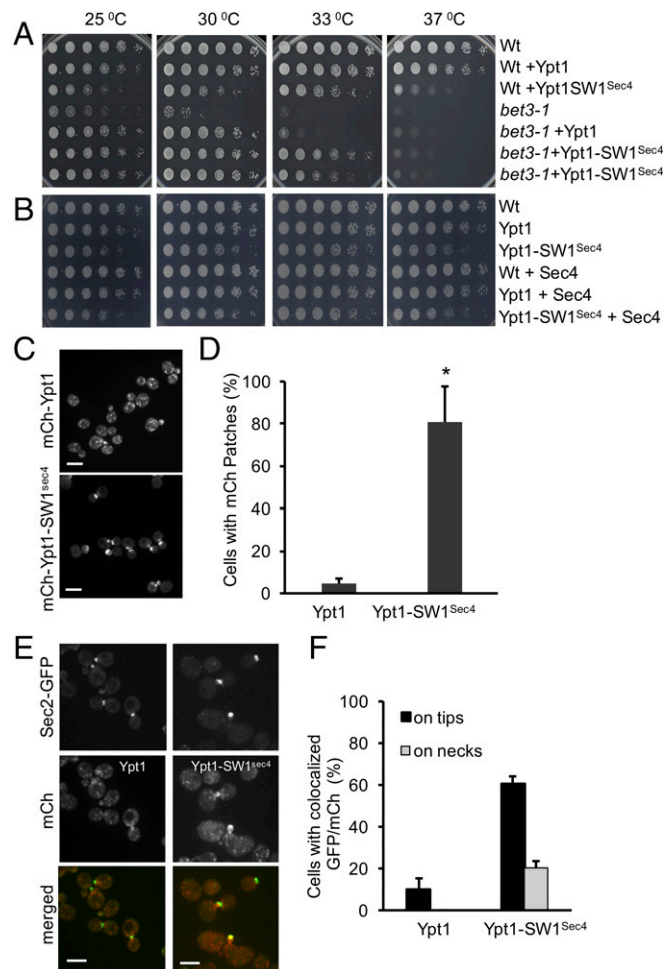 25 ⁰C 30 ⁰C 33 ⁰C 37 ⁰C
A
Wt
Wt +Ypt1
Wt +Ypt1SW1Sec4
bet3-1
bet3-1 +Ypt1
bet3-1+Ypt1-SW1Sec4
bet3-1+Ypt1-SW1Sec4
B
Wt
Ypt1
Ypt1-SW1Sec4
Wt + Sec4
Ypt1 + Sec4
Ypt1-SW1Sec4 + Sec4
C
mCh-Ypt1
mCh-Ypt1-SW1sec4
D
Cells with mCh Patches (%)
100
80
60
40
20
0
*
Ypt1 Ypt1-SW1Sec4
E
Sec2-GFP
mCh
Ypt1 Ypt1-SW1sec4
merged
F
Cells with colocalized
GFP/mCh (%)
100
80
60
40
20
0
on tips
on necks
Ypt1 Ypt1-SW1Sec4